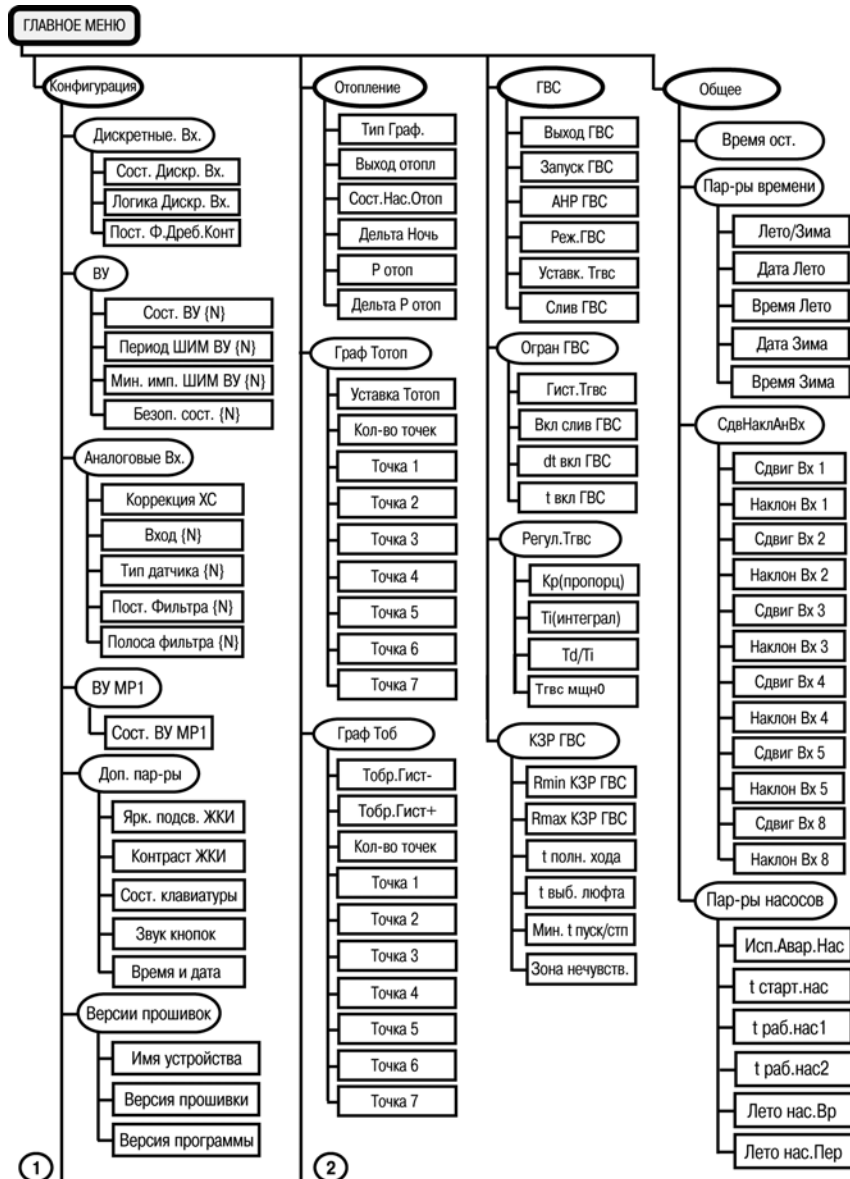 ГЛАВНОЕ МЕНЮ
Конфигурация
Дискретные. Вх.
Сост. Дискр. Вх.
Логика Дискр. Вх.
Пост. Ф.Дреб.Конт
ВУ
Сост. ВУ {N}
Период ШИМ ВУ {N}
Мин. имп. ШИМ ВУ {N}
Безоп. сост. {N}
Аналоговые Вх.
Коррекция ХС
Вход {N}
Тип датчика {N}
Пост. Фильтра {N}
Полоса фильтра {N}
ВУ МР1
Сост. ВУ МР1
Доп. пар-ры
Ярк. подсв. ЖКИ
Контраст ЖКИ
Сост. клавиатуры
Звук кнопок
Время и дата
Версии прошивок
Имя устройства
Версия прошивки
Версия программы
1
Отопление
Тип Граф.
Выход отопл
Сост.Нас.Отоп
Дельта Ночь
Р отоп
Дельта Р отоп
Граф Тотоп
Уставка Тотоп
Кол-во точек
Точка 1
Точка 2
Точка 3
Точка 4
Точка 5
Точка 6
Точка 7
Граф Тоб
Тобр.Гист-
Тобр.Гист+
Кол-во точек
Точка 1
Точка 2
Точка 3
Точка 4
Точка 5
Точка 6
Точка 7
2
ГВС
Выход ГВС
Запуск ГВС
АНР ГВС
Реж.ГВС
Уставк. Тгвс
Слив ГВС
Огран ГВС
Гист.Тгвс
Вкл слив ГВС
dt вкл ГВС
t вкл ГВС
Регул.Тгвс
Кр(пропорц)
Ti(интеграл)
Td/Ti
Тгвс мщн0
КЗР ГВС
Rmin КЗР ГВС
Rmax КЗР ГВС
t полн. хода
t выб. люфта
Мин. t пуск/стп
Зона нечувств.
Общее
Время ост.
Пар-ры времени
Лето/Зима
Дата Лето
Время Лето
Дата Зима
Время Зима
СдвНаклАнВх
Сдвиг Вх 1
Наклон Вх 1
Сдвиг Вх 2
Наклон Вх 2
Сдвиг Вх 3
Наклон Вх 3
Сдвиг Вх 4
Наклон Вх 4
Сдвиг Вх 5
Наклон Вх 5
Сдвиг Вх 8
Наклон Вх 8
Пар-ры насосов
Исп.Авар.Нас
t старт.нас
t раб.нас1
t раб.нас2
Лето нас.Вр
Лето нас.Пер